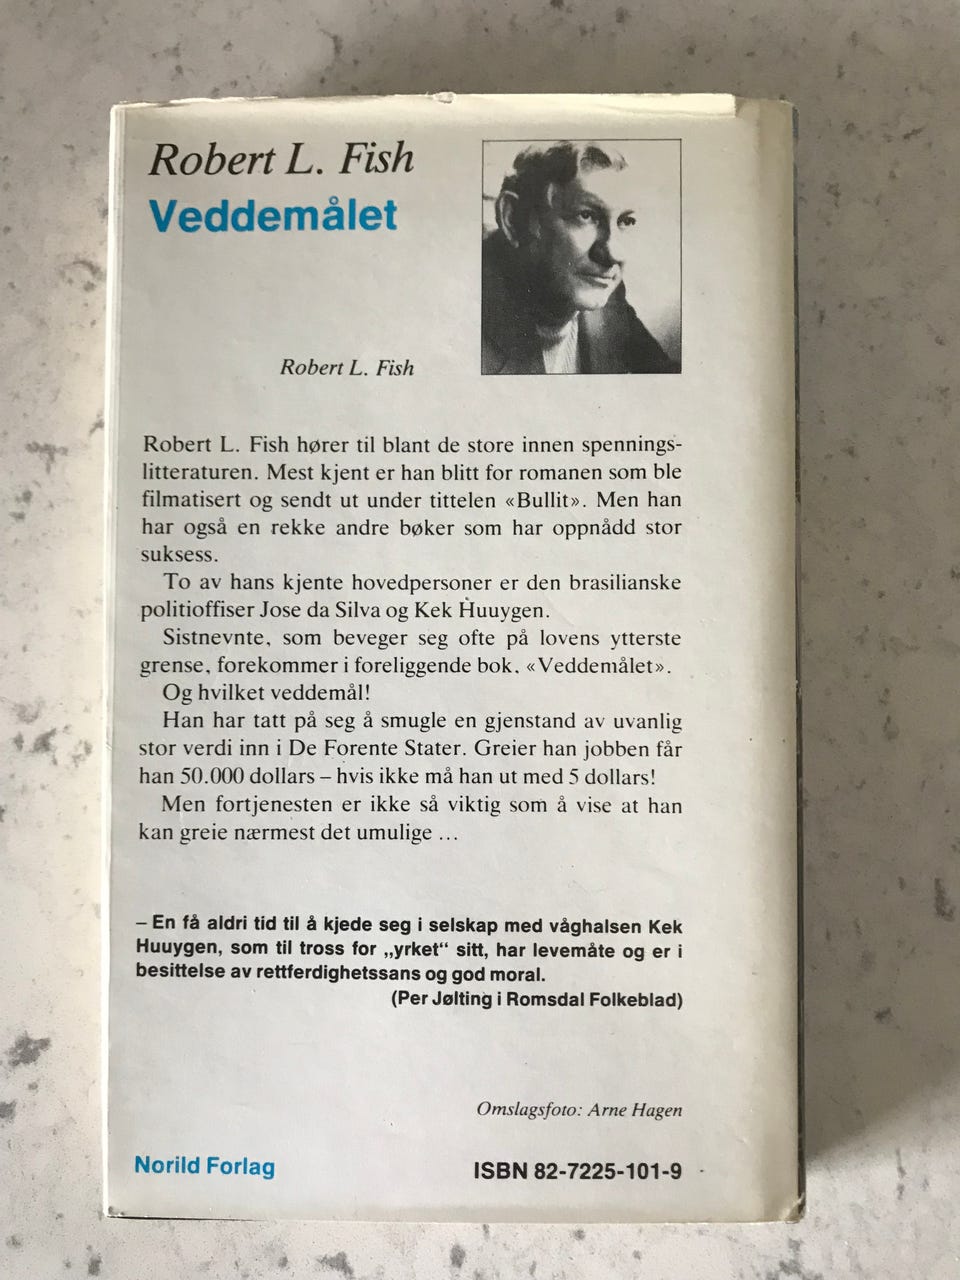 Robert L. Fish
Veddemålet
Robert L. Fish
Robert L. Fish hører til blant de store innen spennings-
litteraturen. Mest kjent er han blitt for romanen som ble
filmatisert og sendt ut under tittelen «Bullit». Men han
har også en rekke andre bøker som har oppnådd stor
suksess.
To av hans kjente hovedpersoner er den brasilianske
politioffiser Jose da Silva og Kek Huuygen.
Sistnevnte, som beveger seg ofte på lovens ytterste
grense, forekommer i foreliggende bok, «Veddemålet».
Og hvilket veddemål!
Han har tatt på seg å smugle en gjenstand av uvanlig
stor verdi inn i De Forente Stater. Greier han jobben får
han 50.000 dollars – hvis ikke må han ut med 5 dollars!
Men fortjenesten er ikke så viktig som å vise at han
kan greie nærmest det umulige ...
– En få aldri tid til å kjede seg i selskap med våghalsen Kek
Huuygen, som til tross for „yrket“ sitt, har levemåte og er i
besittelse av rettferdighetssans og god moral.
(Per Jølting i Romsdal Folkeblad)
Omslagsfoto: Arne Hagen
Norild Forlag
ISBN 82-7225-101-9